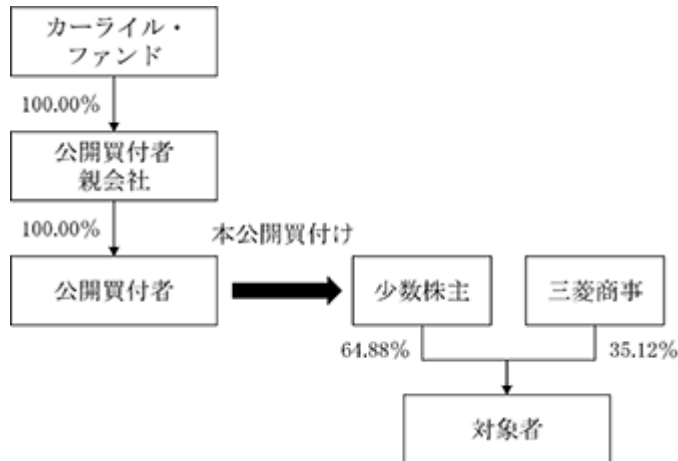 カーライル・
ファンド
100.00%
公開買付者
親会社
100.00%
本公開買付け
公開買付者
少数株主
三菱商事
64.88%
35.12%
対象者